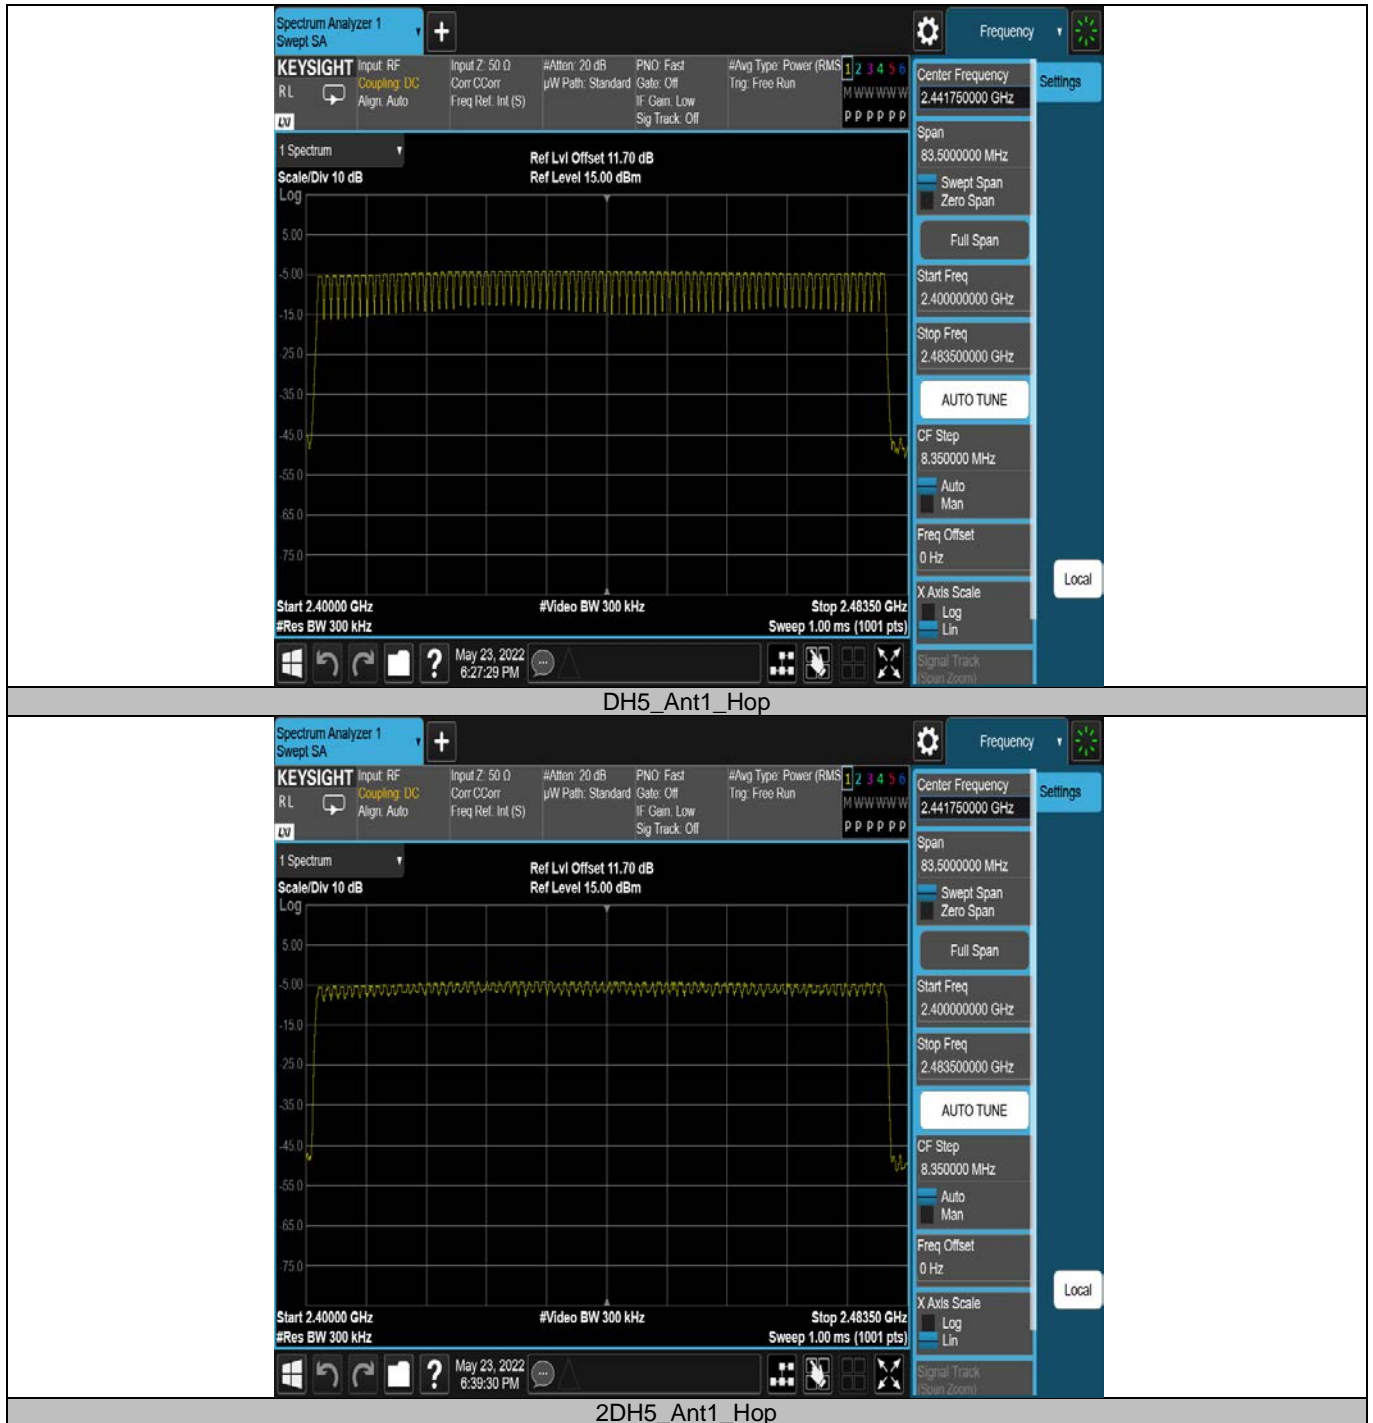 Spectrum Analyzer 1
Swept SA
Frequency
KEYSIGHT
RL
LXI
Input: RF
Coupling: DC
Align: Auto
Input Z: 50 Ω
Corr CCorr
Freq Ref: Int (S)
#Atten: 20 dB
µW Path: Standard
PNO: Fast
Gate: Off
IF Gain: Low
Sig Track: Off
#Avg Type: Power (RMS
Trig: Free Run
1 2 3 4 5 6
M W W W W W
P P P P P P
Center Frequency
2.441750000 GHz
Settings
1 Spectrum
Scale/Div 10 dB
Ref Lvl Offset 11.70 dB
Ref Level 15.00 dBm
Log
5.00
-5.00
-15.0
-25.0
-35.0
-45.0
-55.0
-65.0
-75.0
Start 2.40000 GHz
#Res BW 300 kHz
#Video BW 300 kHz
Stop 2.48350 GHz
Sweep 1.00 ms (1001 pts)
Span
83.5000000 MHz
Swept Span
Zero Span
Full Span
Start Freq
2.400000000 GHz
Stop Freq
2.483500000 GHz
AUTO TUNE
CF Step
8.350000 MHz
Auto
Man
Freq Offset
0 Hz
X Axis Scale
Log
Lin
Signal Track
(Span Zoom)
Local
?
May 23, 2022
6:27:29 PM
DH5_Ant1_Hop
Spectrum Analyzer 1
Swept SA
Frequency
KEYSIGHT
RL
LXI
Input: RF
Coupling: DC
Align: Auto
Input Z: 50 Ω
Corr CCorr
Freq Ref: Int (S)
#Atten: 20 dB
µW Path: Standard
PNO: Fast
Gate: Off
IF Gain: Low
Sig Track: Off
#Avg Type: Power (RMS
Trig: Free Run
1 2 3 4 5 6
M W W W W W
P P P P P P
Center Frequency
2.441750000 GHz
Settings
1 Spectrum
Scale/Div 10 dB
Ref Lvl Offset 11.70 dB
Ref Level 15.00 dBm
Log
5.00
-5.00
-15.0
-25.0
-35.0
-45.0
-55.0
-65.0
-75.0
Start 2.40000 GHz
#Res BW 300 kHz
#Video BW 300 kHz
Stop 2.48350 GHz
Sweep 1.00 ms (1001 pts)
Span
83.5000000 MHz
Swept Span
Zero Span
Full Span
Start Freq
2.400000000 GHz
Stop Freq
2.483500000 GHz
AUTO TUNE
CF Step
8.350000 MHz
Auto
Man
Freq Offset
0 Hz
X Axis Scale
Log
Lin
Signal Track
(Span Zoom)
Local
?
May 23, 2022
6:39:30 PM
2DH5_Ant1_Hop